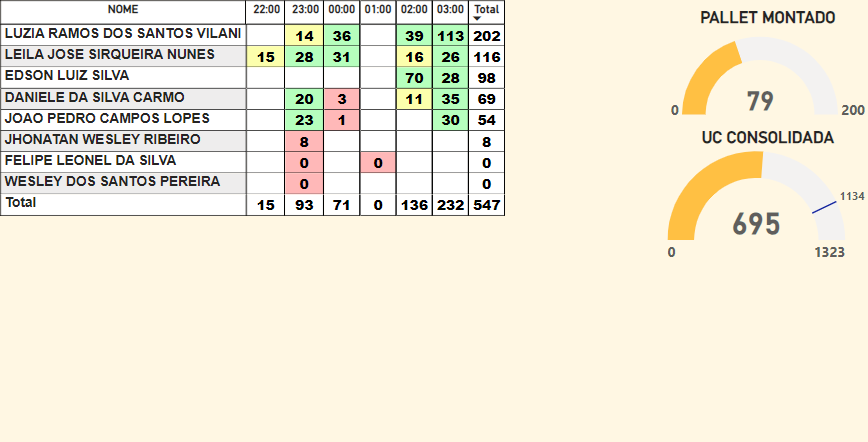 NOME 22:00 23:00 00:00 01:00 02:00 03:00 Total
LUZIA RAMOS DOS SANTOS VILANI 14 36 39 113 202
LEILA JOSE SIRQUEIRA NUNES 15 28 31 16 26 116
EDSON LUIZ SILVA 70 28 98
DANIELE DA SILVA CARMO 20 3 11 35 69
JOAO PEDRO CAMPOS LOPES 23 1 30 54
JHONATAN WESLEY RIBEIRO 8 8
FELIPE LEONEL DA SILVA 0 0 0
WESLEY DOS SANTOS PEREIRA 0 0
Total 15 93 71 0 136 232 547
PALLET MONTADO
79
0 200
UC CONSOLIDADA
1134
695
0 1323